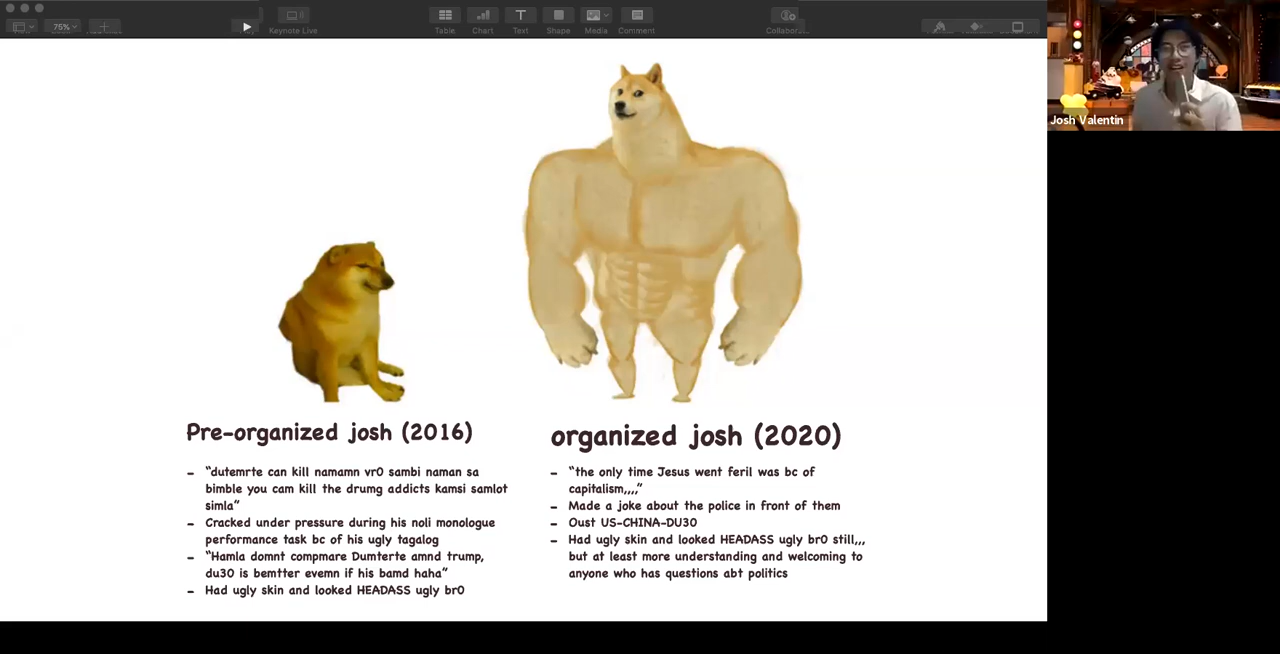 75%
Keynote Live
Table
Chart
Text
Shape
Media
Comment
Josh Valentin
Pre-organized josh (2016)
- "dutemrte can kill namamn vr0 sambi naman sa
bimble you cam kill the drumg addicts kamsi samlot
simla"
- Cracked under pressure during his noli monologue
performance task bc of his ugly tagalog
- "Hamla domnt compmare Dumterte amnd trump,
du30 is bemtter evemn if his bamd haha"
- Had ugly skin and looked HEADASS ugly br0
organized josh (2020)
- "the only time Jesus went feril was bc of
capitalism,,,,"
- Made a joke about the police in front of them
- Oust US-CHINA-DU30
- Had ugly skin and looked HEADASS ugly br0 still,,,
but at least more understanding and welcoming to
anyone who has questions abt politics